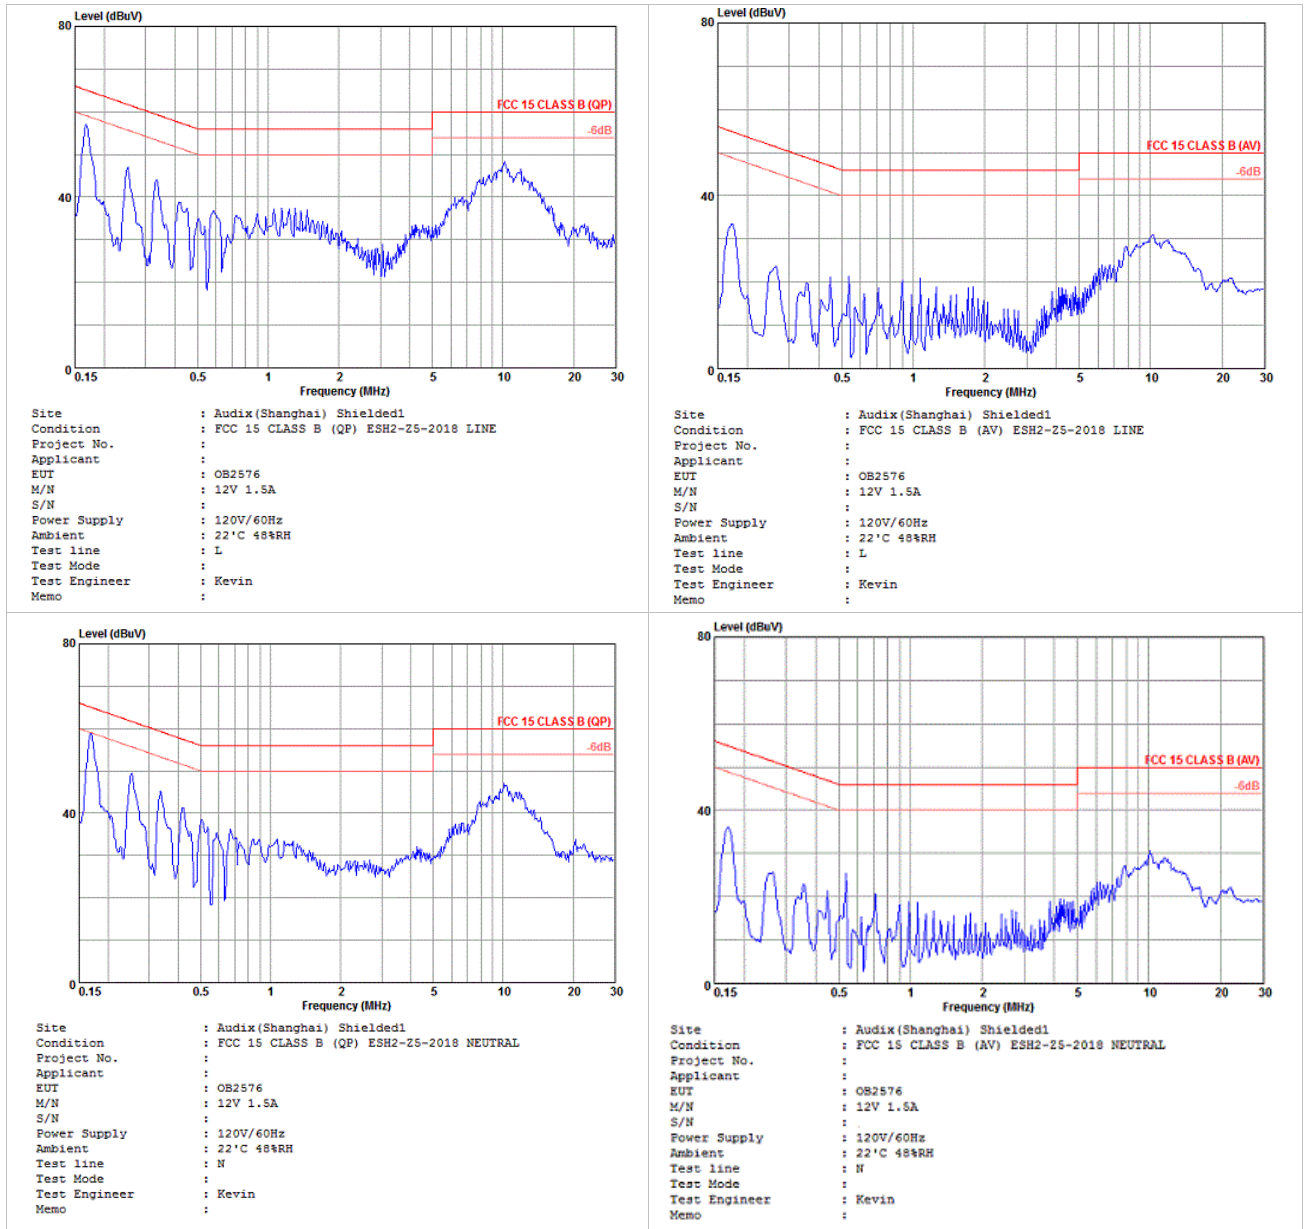 Level (dBuV)
80
FCC 15 CLASS B (QP)
-6dB
40
0
0.15 0.5 1 2 5 10 20 30
Frequency (MHz)
Site : Audix(Shanghai) Shielded1
Condition : FCC 15 CLASS B (QP) ESH2-Z5-2018 LINE
Project No. :
Applicant :
EUT : OB2576
M/N : 12V 1.5A
S/N :
Power Supply : 120V/60Hz
Ambient : 22'C 48%RH
Test line : L
Test Mode :
Test Engineer : Kevin
Memo :
Level (dBuV)
80
FCC 15 CLASS B (AV)
-6dB
40
0
0.15 0.5 1 2 5 10 20 30
Frequency (MHz)
Site : Audix(Shanghai) Shielded1
Condition : FCC 15 CLASS B (AV) ESH2-Z5-2018 LINE
Project No. :
Applicant :
EUT : OB2576
M/N : 12V 1.5A
S/N :
Power Supply : 120V/60Hz
Ambient : 22'C 48%RH
Test line : L
Test Mode :
Test Engineer : Kevin
Memo :
Level (dBuV)
80
FCC 15 CLASS B (QP)
-6dB
40
0
0.15 0.5 1 2 5 10 20 30
Frequency (MHz)
Site : Audix(Shanghai) Shielded1
Condition : FCC 15 CLASS B (QP) ESH2-Z5-2018 NEUTRAL
Project No. :
Applicant :
EUT : OB2576
M/N : 12V 1.5A
S/N :
Power Supply : 120V/60Hz
Ambient : 22'C 48%RH
Test line : N
Test Mode :
Test Engineer : Kevin
Memo :
Level (dBuV)
80
FCC 15 CLASS B (AV)
-6dB
40
0
0.15 0.5 1 2 5 10 20 30
Frequency (MHz)
Site : Audix(Shanghai) Shielded1
Condition : FCC 15 CLASS B (AV) ESH2-Z5-2018 NEUTRAL
Project No. :
Applicant :
EUT : OB2576
M/N : 12V 1.5A
S/N :
Power Supply : 120V/60Hz
Ambient : 22'C 48%RH
Test line : N
Test Mode :
Test Engineer : Kevin
Memo :